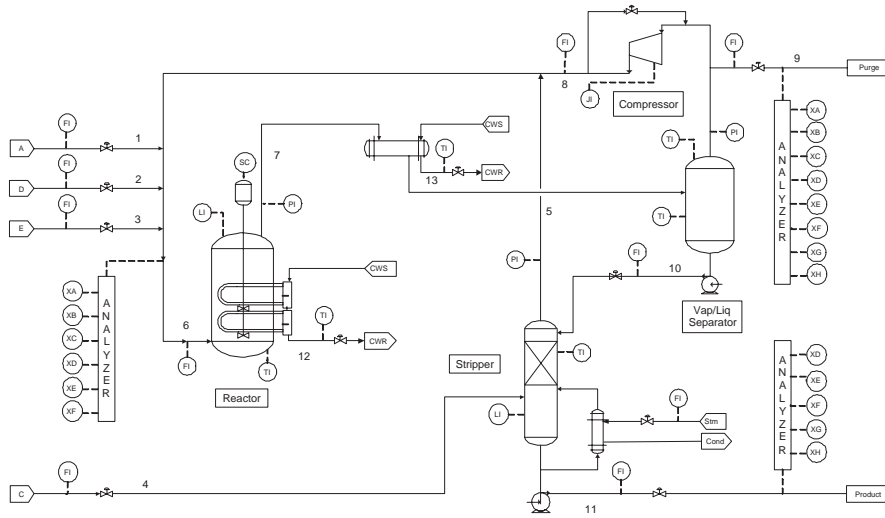 FI
8
FI
9
Purge
JI
Compressor
XA
XB
XC
XD
XE
XF
XG
XH
ANALYZER
FI
A
1
FI
D
2
FI
E
3
7
CWS
TI
CWR
13
SC
LI
PI
TI
PI
TI
5
PI
FI
10
Vap/Liq
Separator
CWS
TI
CWR
12
XA
XB
XC
XD
XE
XF
ANALYZER
6
FI
TI
Reactor
Stripper
TI
LI
FI
Stm
Cond
XD
XE
XF
XG
XH
ANALYZER
FI
C
4
FI
11
Product